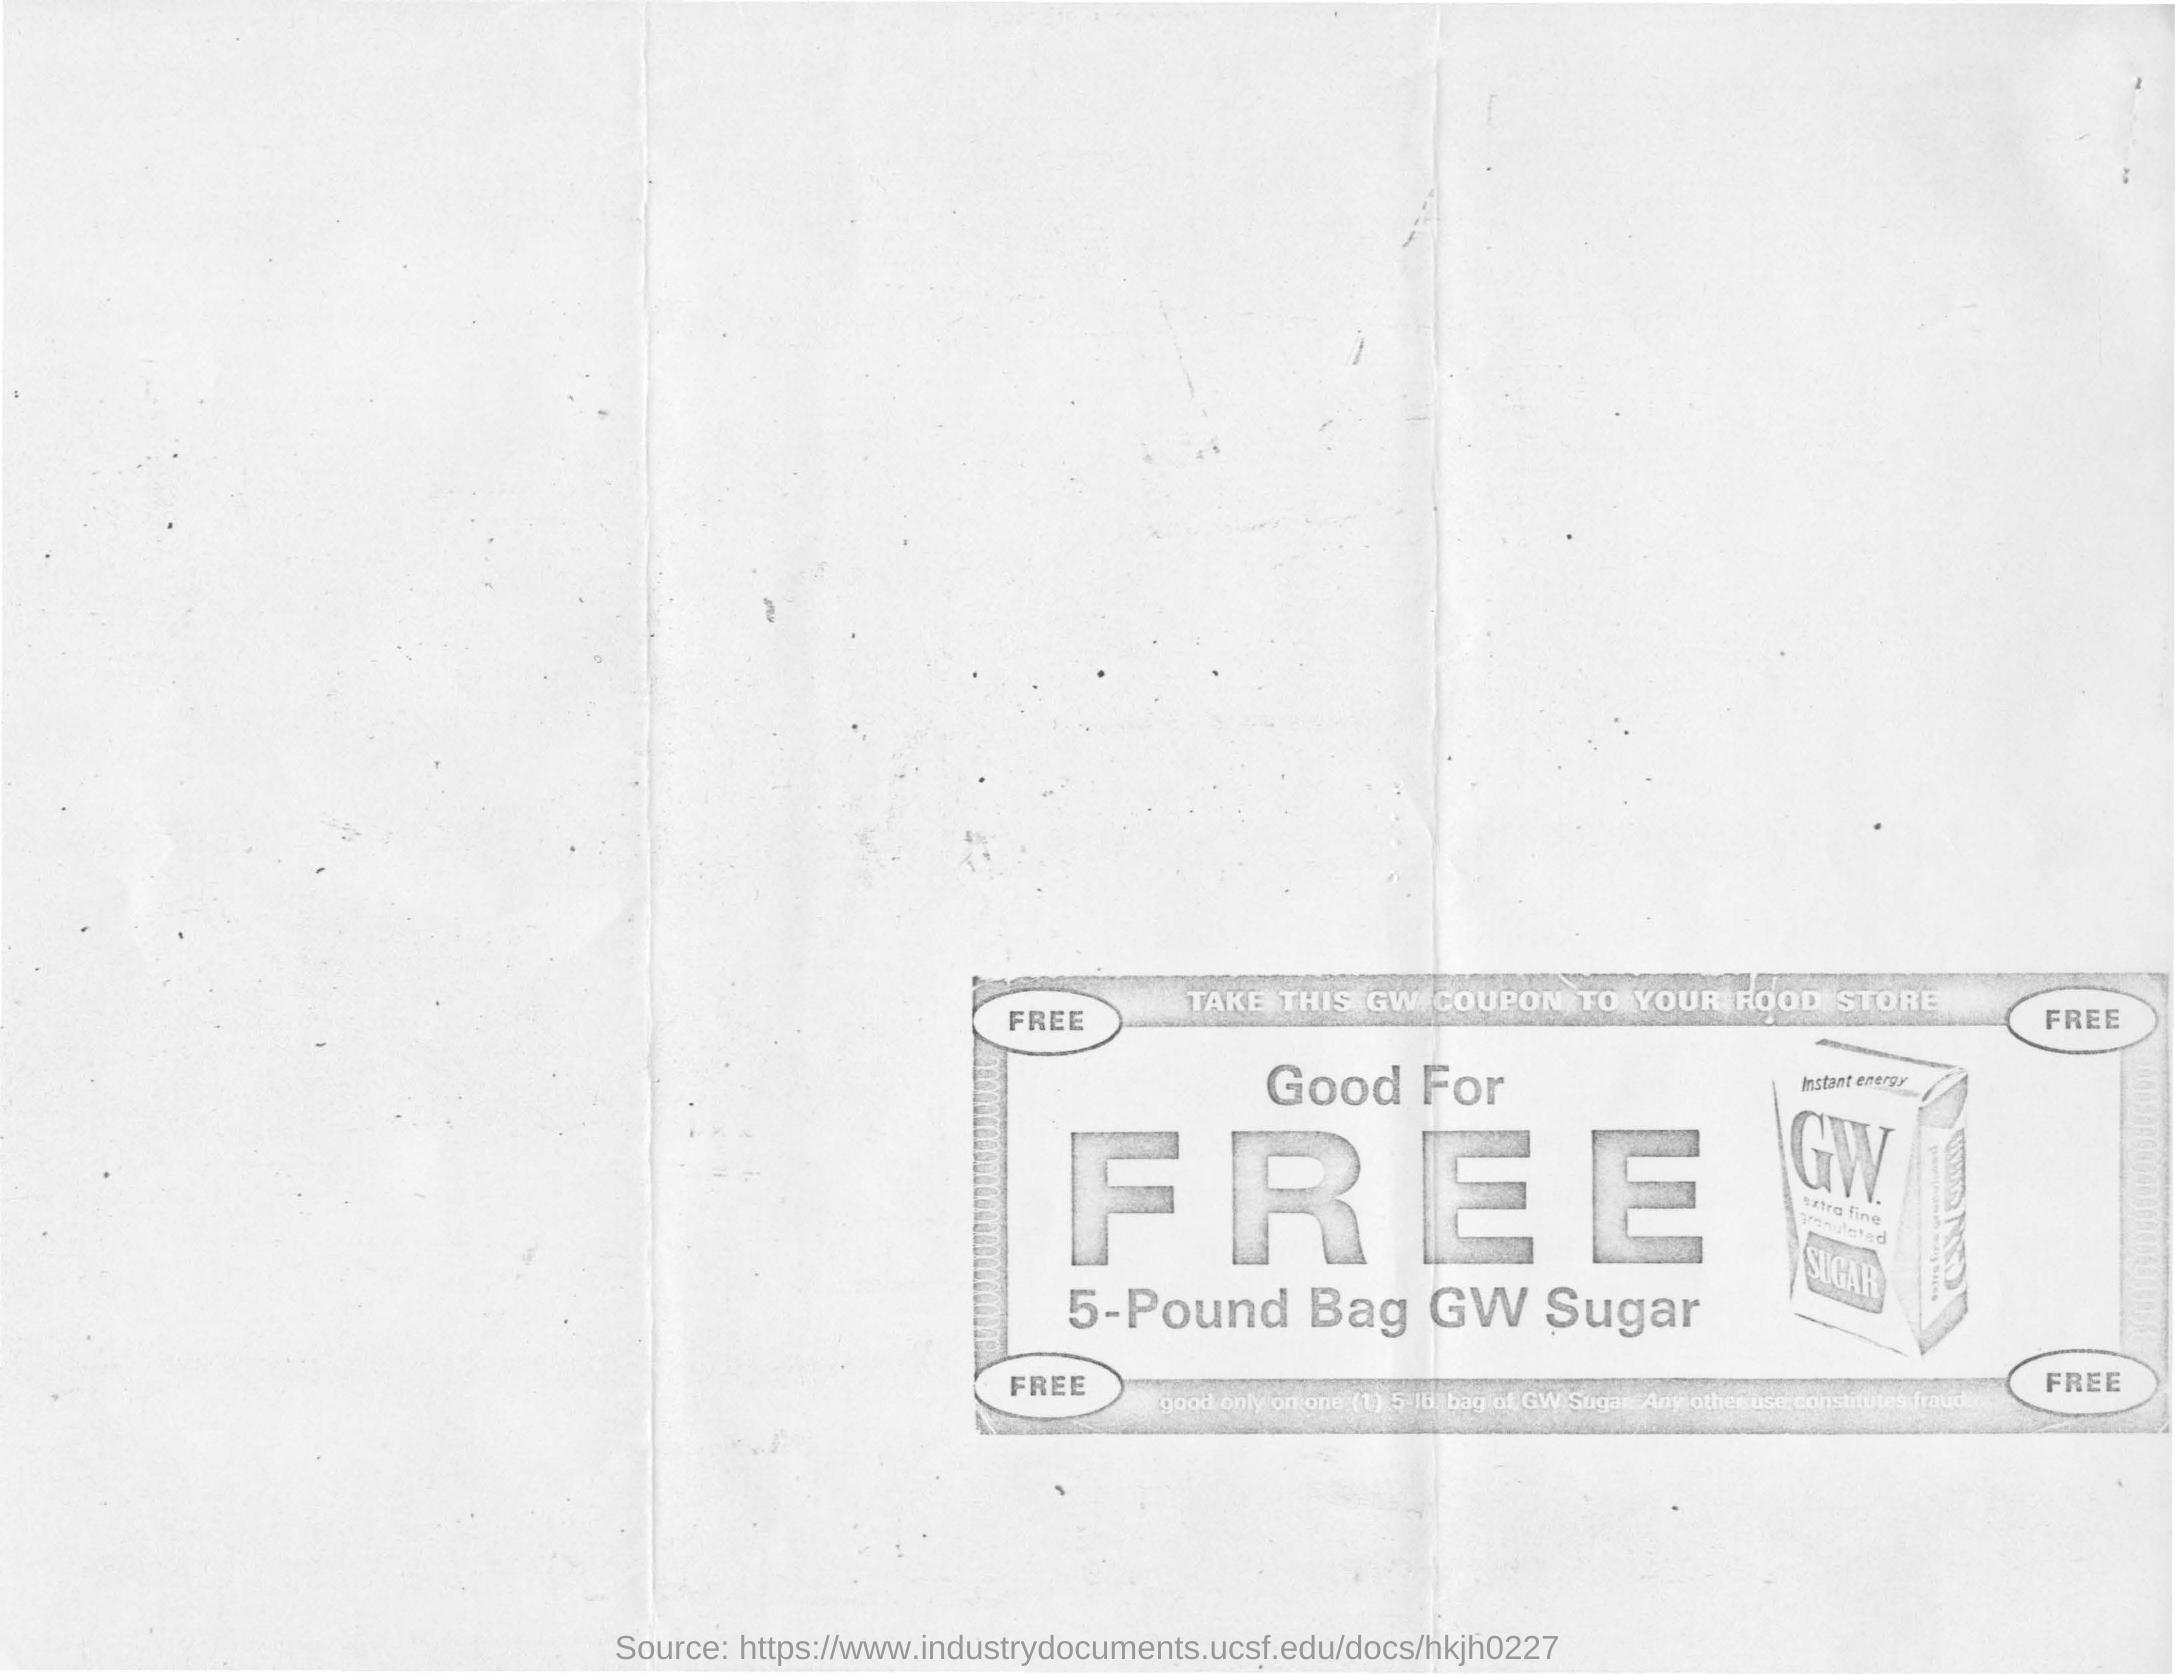 FREE
TAKE THIS GW COUPON TO YOUR FOOD STORE
FREE
Good For
FREE
5-Pound Bag GW Sugar
Instant energy
GW
extra fine
granulated
SUGAR
FREE
good only on one (1) 5-lb. bag of GW Sugar. Any other use constitutes fraud.
FREE
Source: https://www.industrydocuments.ucsf.edu/docs/hkjh0227